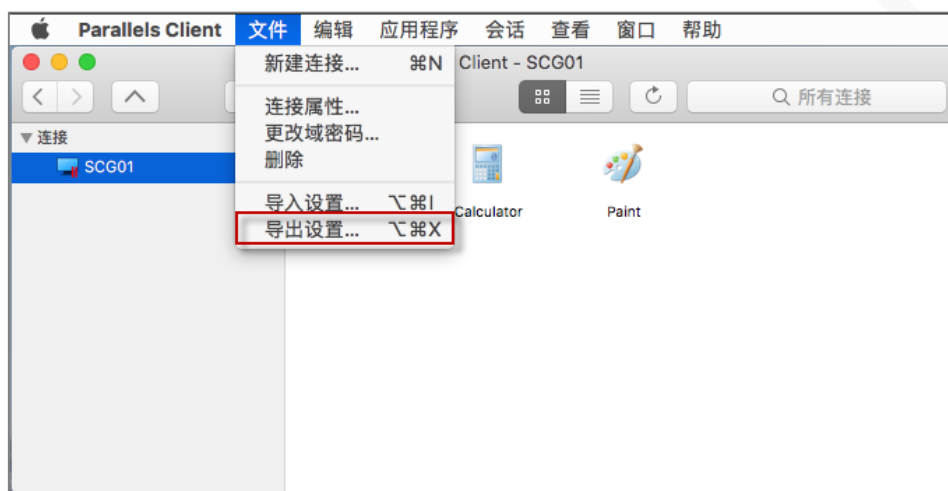 Parallels Client 文件 编辑 应用程序 会话 查看 窗口 帮助
新建连接... ⌘N
Client - SCG01
所有连接
连接属性...
更改域密码...
删除
导入设置... ⌥⌘I
导出设置... ⌥⌘X
连接
SCG01
Calculator
Paint